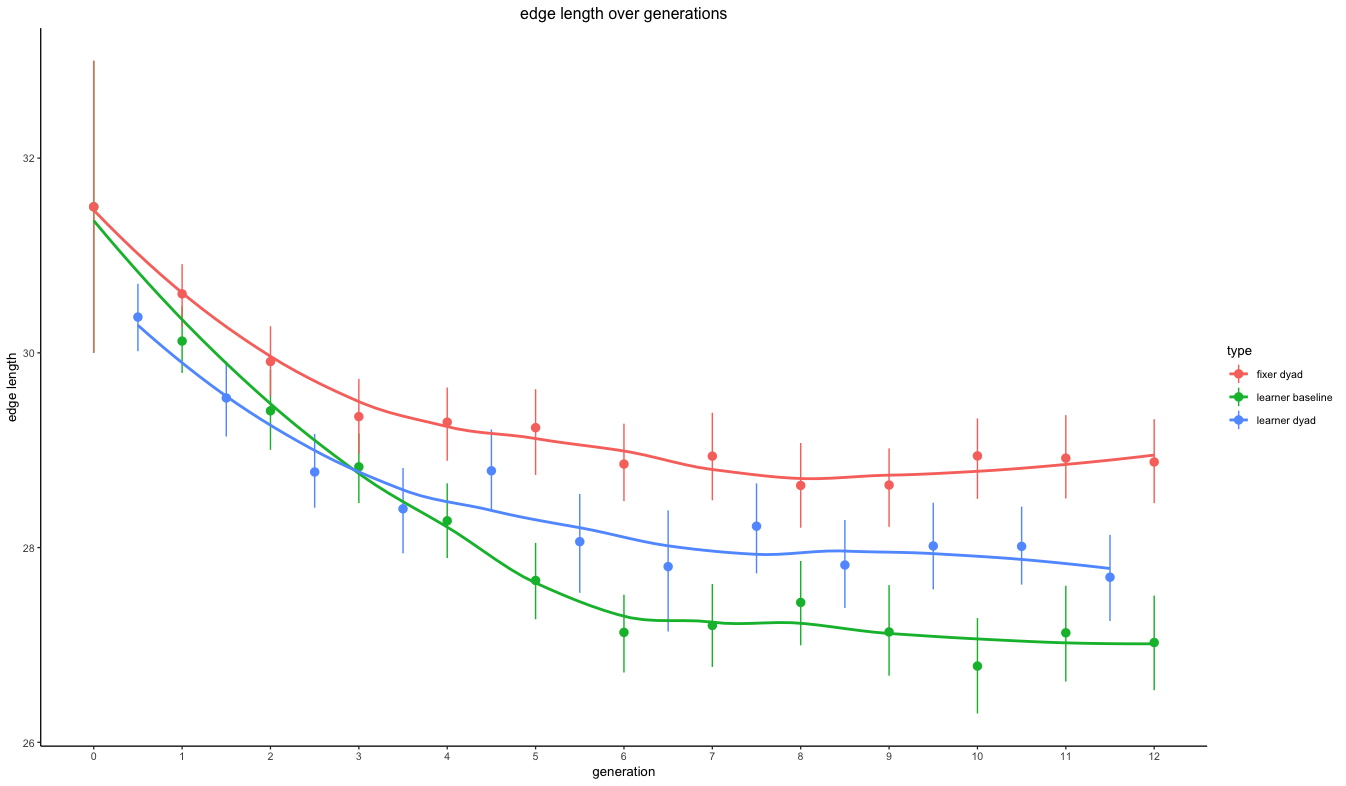 edge length over generations
edge length
32
30
28
26
0 1 2 3 4 5 6 7 8 9 10 11 12
generation
type
fixer dyad
learner baseline
learner dyad